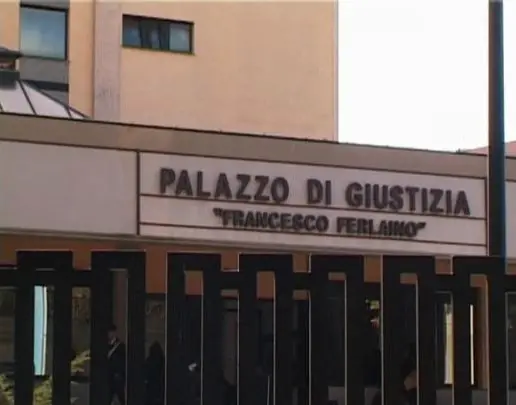 PALAZZO DI GIUSTIZIA
"FRANCESCO FERLAINO"